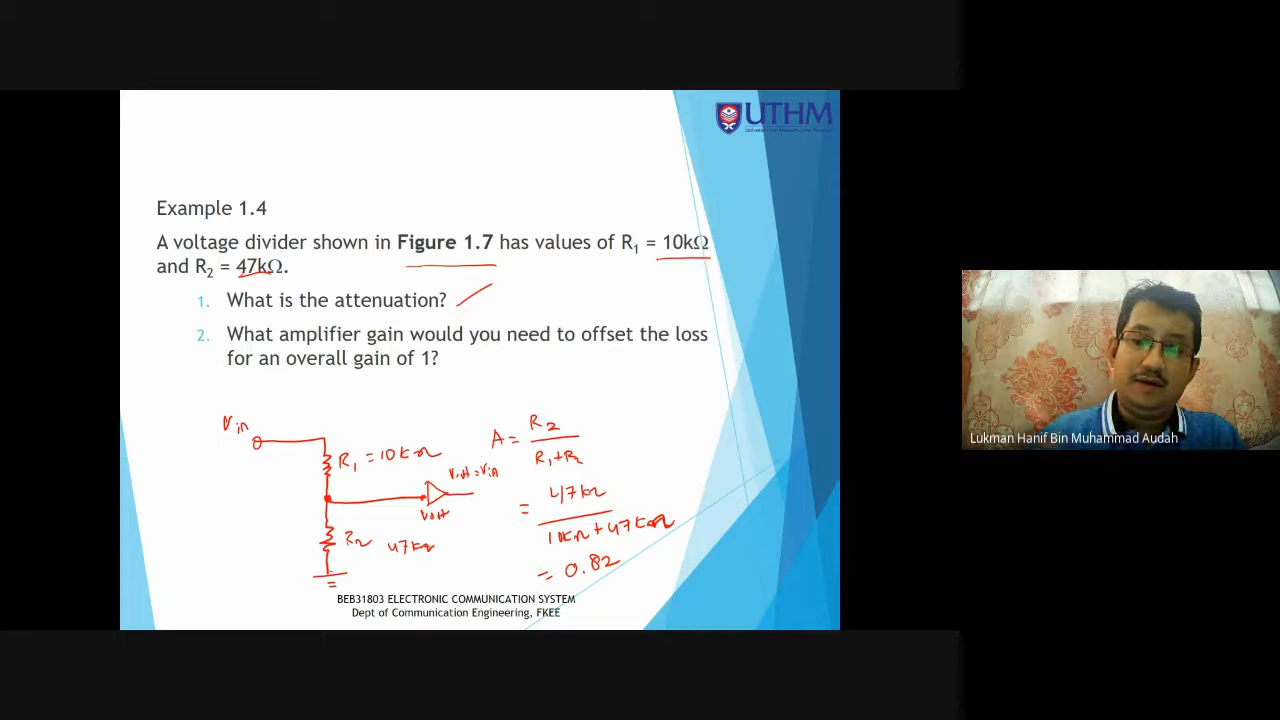 UTHM
Example 1.4
A voltage divider shown in Figure 1.7 has values of R1 = 10kΩ
and R2 = 47kΩ.
1. What is the attenuation?
2. What amplifier gain would you need to offset the loss
for an overall gain of 1?
Vin
R1 = 10kΩ
Vout = Vin
Vout
R2 47kΩ
A = R2
R1+R2
= 47kΩ
10kΩ + 47kΩ
= 0.82
BEB31803 ELECTRONIC COMMUNICATION SYSTEM
Dept of Communication Engineering, FKEE
Lukman Hanif Bin Muhammad Audah